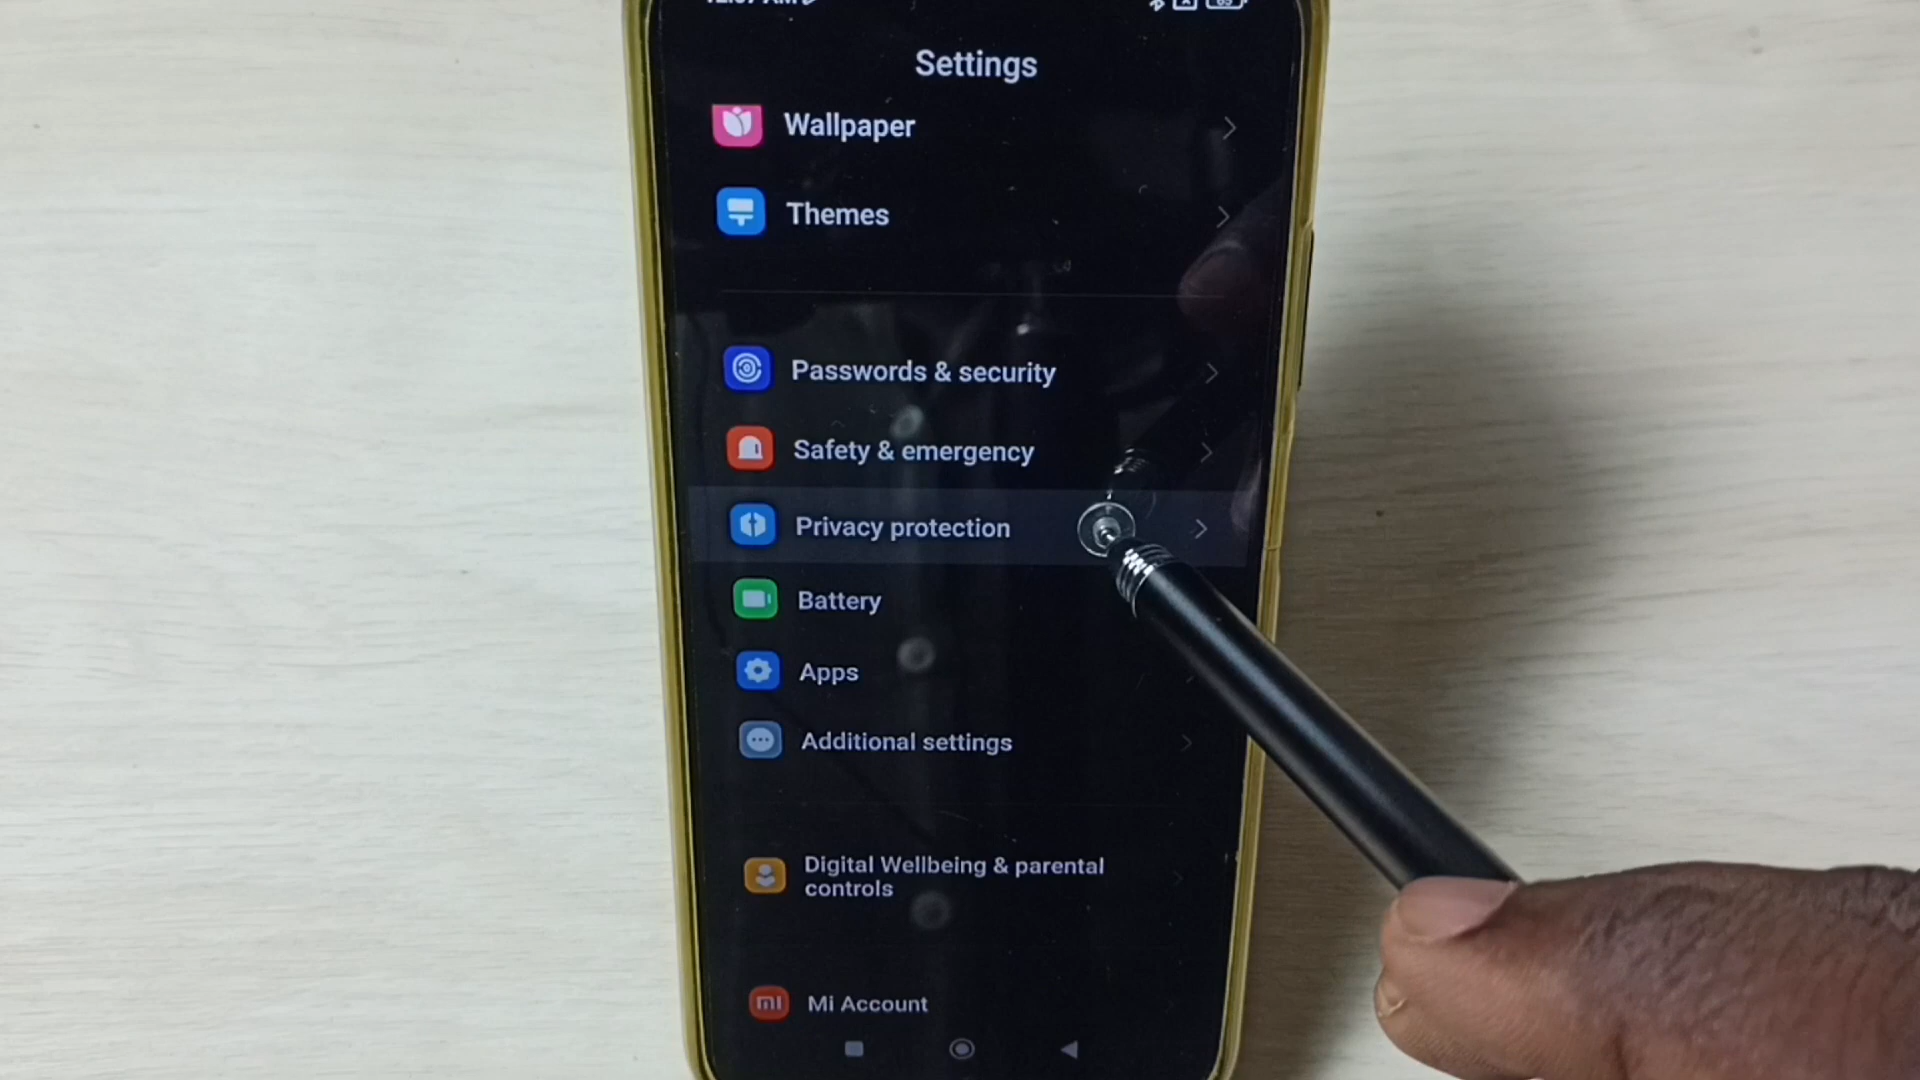 Settings
Wallpaper
Themes
Passwords & security
Safety & emergency
Privacy protection
Battery
Apps
Additional settings
Digital Wellbeing & parental
controls
mi Mi Account